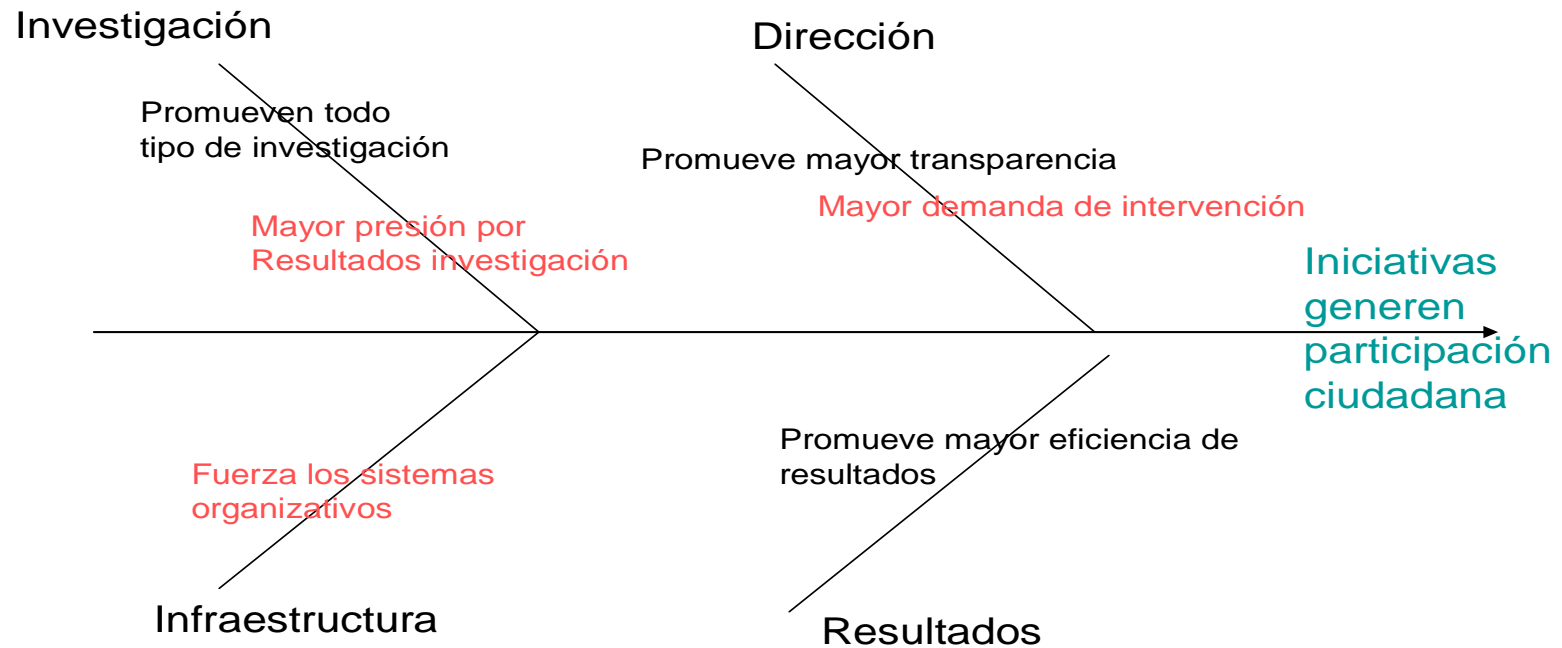 Investigación
Dirección
Promueven todo
tipo de investigación
Promueve mayor transparencia
Mayor demanda de intervención
Mayor presión por
Resultados investigación
Iniciativas
generen
participación
ciudadana
Promueve mayor eficiencia de
resultados
Fuerza los sistemas
organizativos
Infraestructura
Resultados